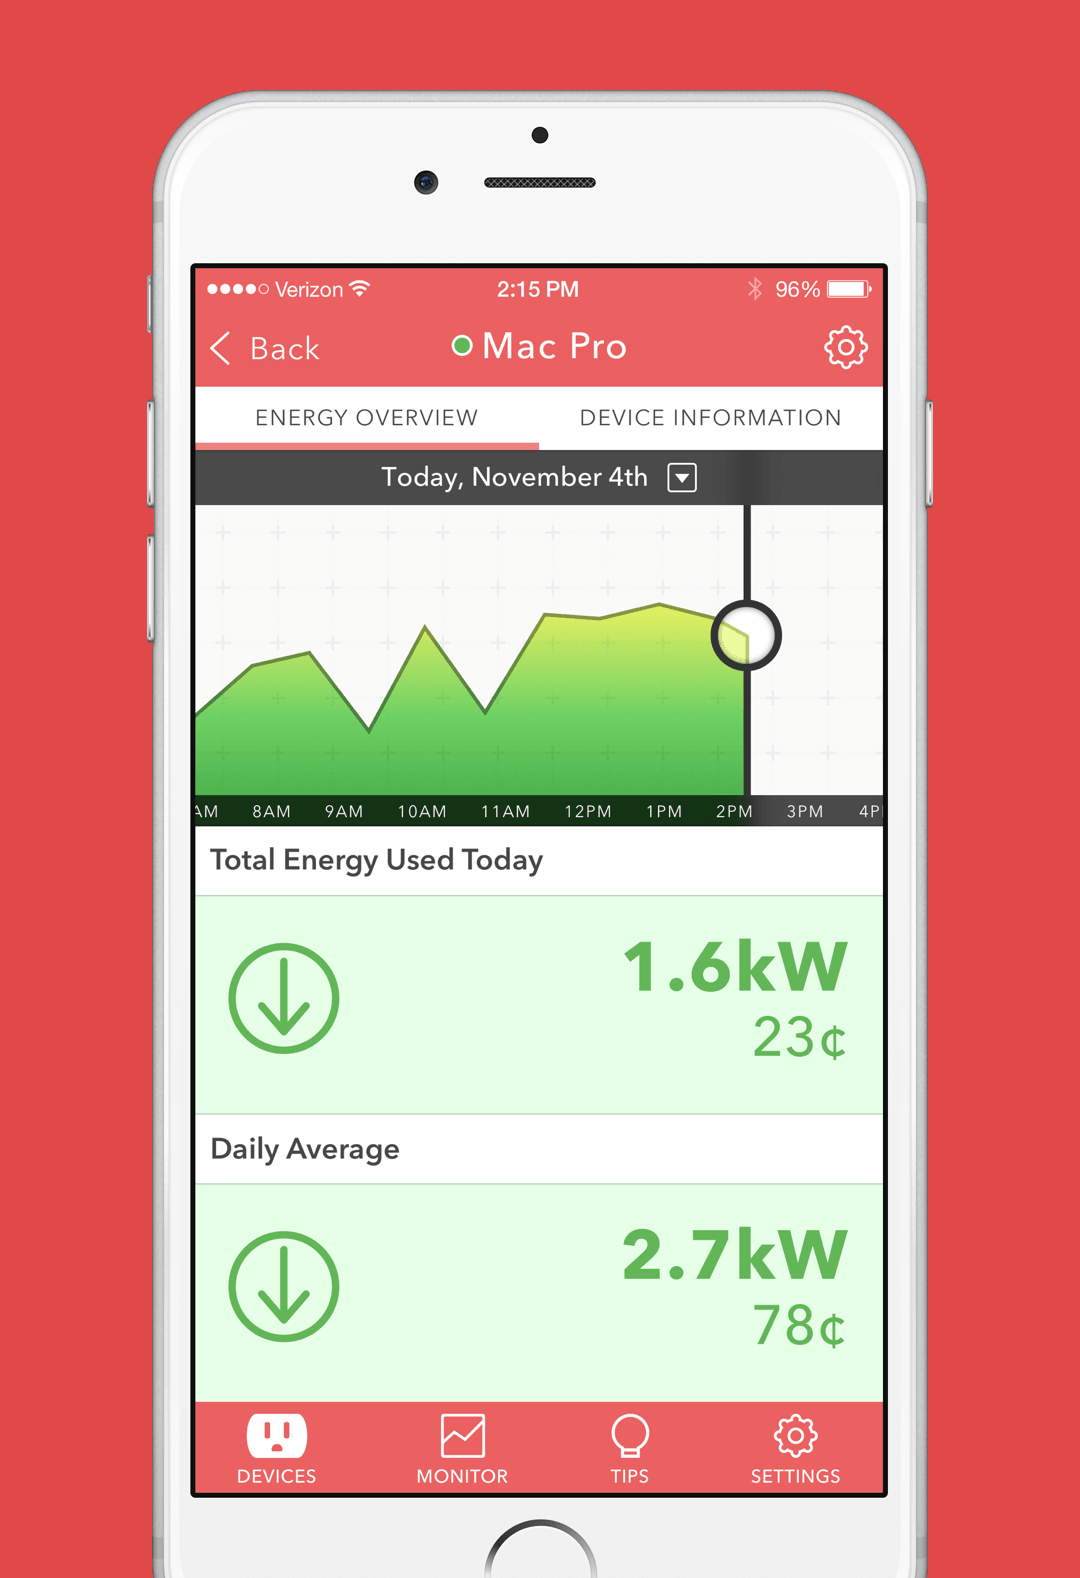 Verizon 2:15 PM 96%
Back Mac Pro
ENERGY OVERVIEW DEVICE INFORMATION
Today, November 4th
AM 8AM 9AM 10AM 11AM 12PM 1PM 2PM 3PM 4P
Total Energy Used Today
1.6kW
23¢
Daily Average
2.7kW
78¢
DEVICES MONITOR TIPS SETTINGS